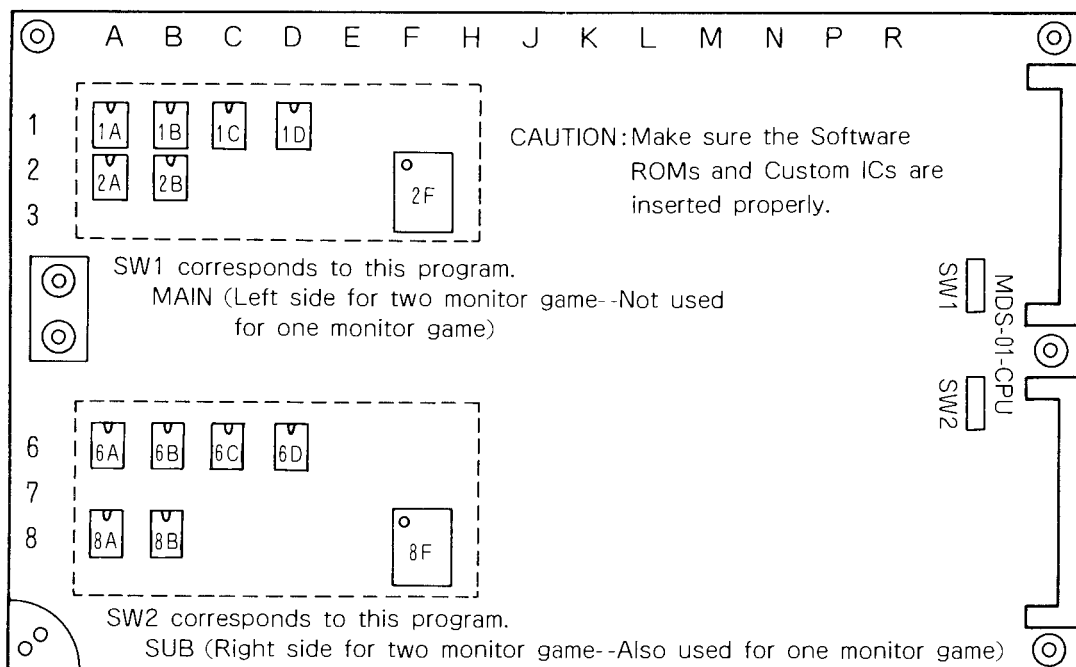 A B C D E F H J K L M N P R
1
1A 1B 1C 1D
CAUTION: Make sure the Software
ROMs and Custom ICs are
inserted properly.
2
2A 2B
2F
3
SW1 corresponds to this program.
MAIN (Left side for two monitor game--Not used
for one monitor game)
SW1
MDS-01-CPU
SW2
6
6A 6B 6C 6D
7
8
8A 8B
8F
SW2 corresponds to this program.
SUB (Right side for two monitor game--Also used for one monitor game)